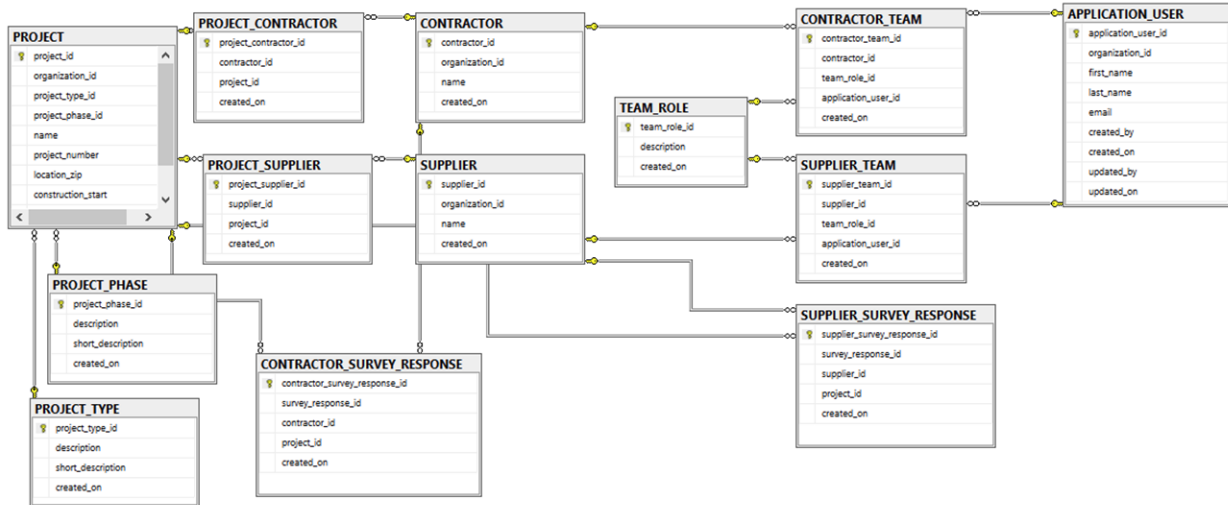 PROJECT
project_id
organization_id
project_type_id
project_phase_id
name
project_number
location_zip
construction_start
PROJECT_CONTRACTOR
project_contractor_id
contractor_id
project_id
created_on
CONTRACTOR
contractor_id
organization_id
name
created_on
CONTRACTOR_TEAM
contractor_team_id
contractor_id
team_role_id
application_user_id
created_on
APPLICATION_USER
application_user_id
organization_id
first_name
last_name
email
created_by
created_on
updated_by
updated_on
TEAM_ROLE
team_role_id
description
created_on
PROJECT_SUPPLIER
project_supplier_id
supplier_id
project_id
created_on
SUPPLIER
supplier_id
organization_id
name
created_on
SUPPLIER_TEAM
supplier_team_id
supplier_id
team_role_id
application_user_id
created_on
PROJECT_PHASE
project_phase_id
description
short_description
created_on
CONTRACTOR_SURVEY_RESPONSE
contractor_survey_response_id
survey_response_id
contractor_id
project_id
created_on
SUPPLIER_SURVEY_RESPONSE
supplier_survey_response_id
survey_response_id
supplier_id
project_id
created_on
PROJECT_TYPE
project_type_id
description
short_description
created_on